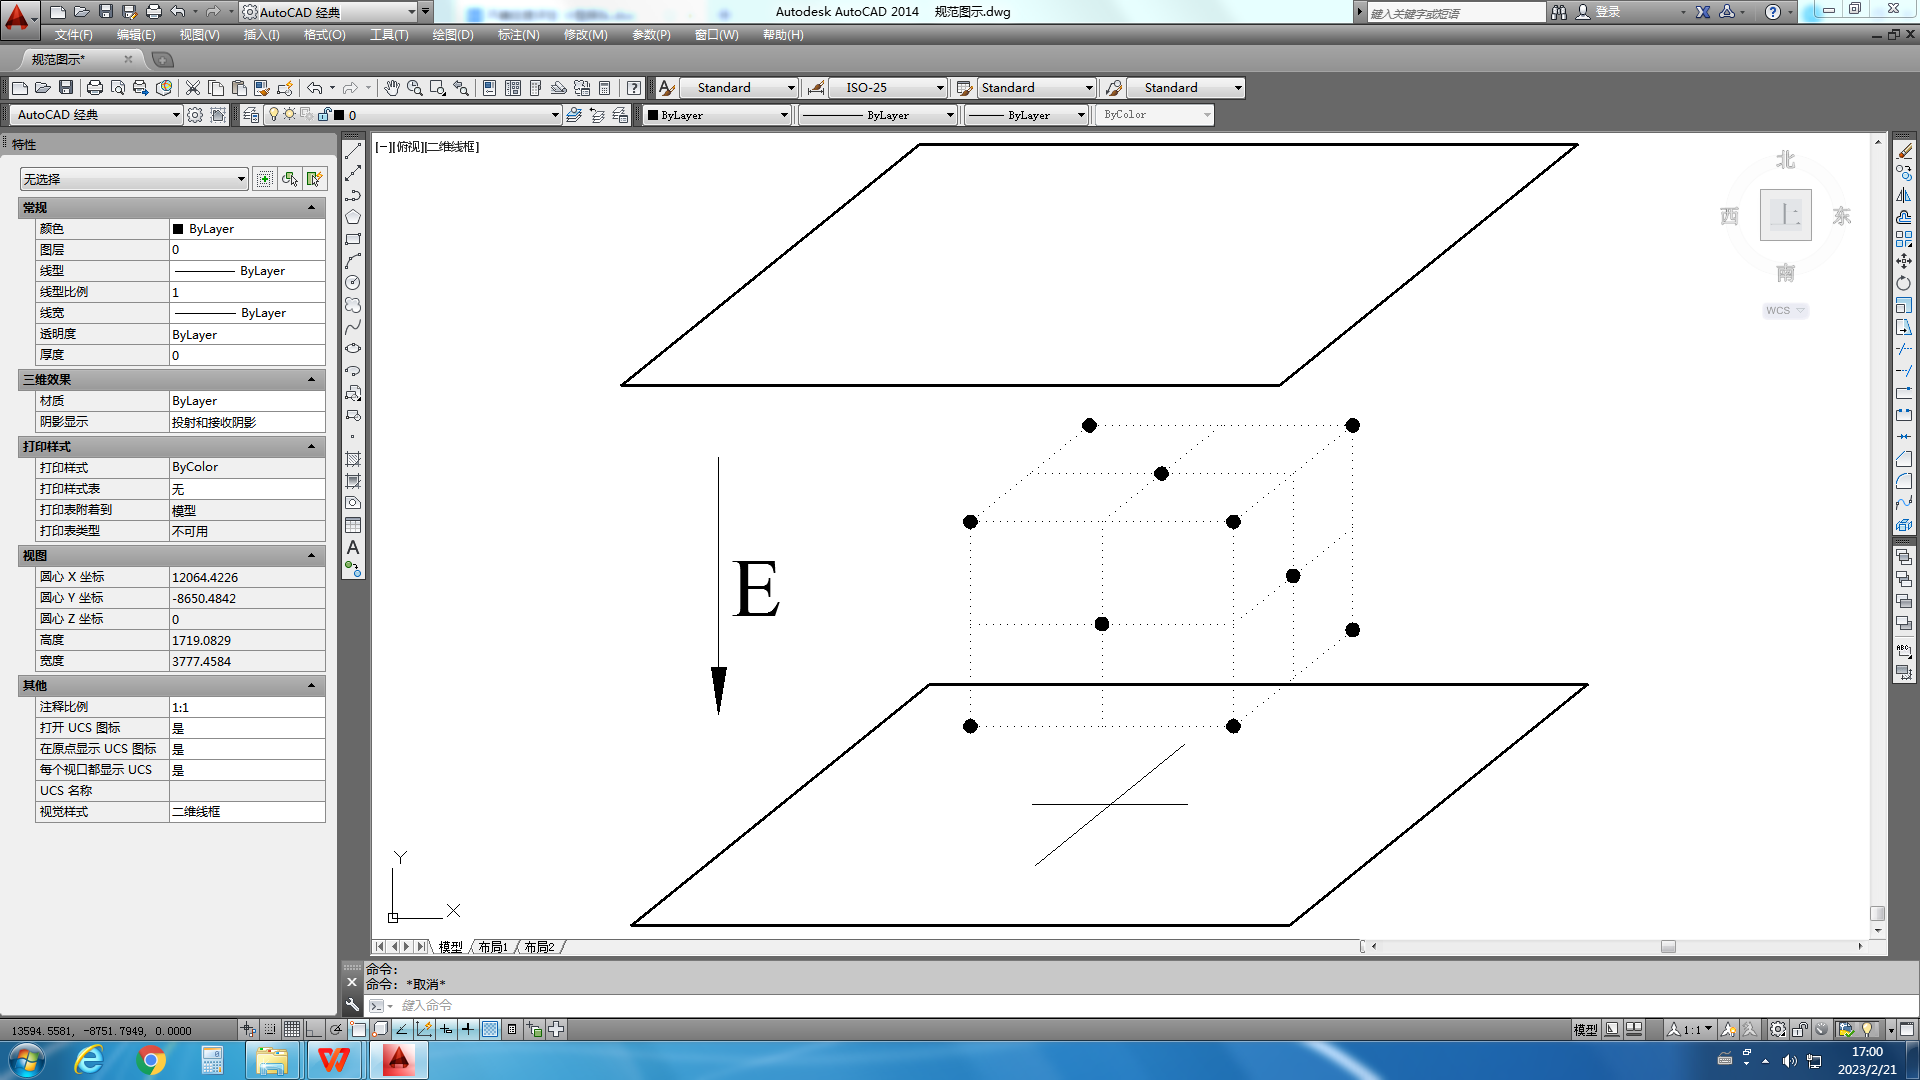 AutoCAD 经典
Autodesk AutoCAD 2014 规范图示.dwg
键入关键字或短语
登录
文件(F) 编辑(E) 视图(V) 插入(I) 格式(O) 工具(T) 绘图(D) 标注(N) 修改(M) 参数(P) 窗口(W) 帮助(H)
规范图示*
Standard ISO-25 Standard Standard
AutoCAD 经典 0 ByLayer ByLayer ByLayer ByColor
特性
[−][俯视][二维线框]
无选择
常规
颜色 ByLayer
图层 0
线型 ByLayer
线型比例 1
线宽 ByLayer
透明度 ByLayer
厚度 0
三维效果
材质 ByLayer
阴影显示 投射和接收阴影
打印样式
打印样式 ByColor
打印样式表 无
打印表附着到 模型
打印表类型 不可用
视图
圆心 X 坐标 12064.4226
圆心 Y 坐标 -8650.4842
圆心 Z 坐标 0
高度 1719.0829
宽度 3777.4584
其他
注释比例 1:1
打开 UCS 图标 是
在原点显示 UCS 图标 是
每个视口都显示 UCS 是
UCS 名称
视觉样式 二维线框
北
西 上 东
南
WCS
E
Y
X
模型 布局1 布局2
命令:
命令: *取消*
键入命令
13594.5581, -8751.7949, 0.0000
模型 1:1
17:00
2023/2/21